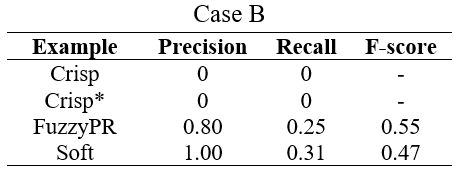 Case B
Example Precision Recall F-score
Crisp 0 0 -
Crisp* 0 0 -
FuzzyPR 0.80 0.25 0.55
Soft 1.00 0.31 0.47